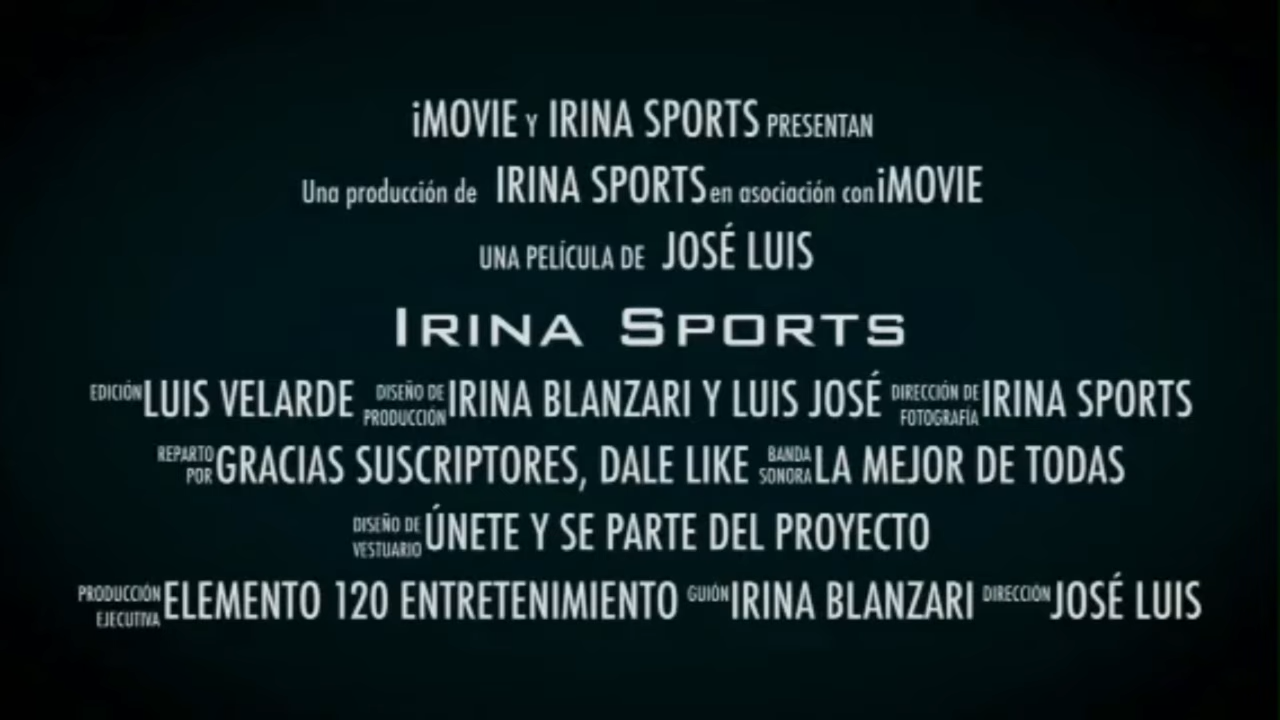 iMOVIE Y IRINA SPORTS PRESENTAN
Una producción de IRINA SPORTS en asociación con iMOVIE
UNA PELÍCULA DE JOSÉ LUIS
IRINA SPORTS
EDICIÓN LUIS VELARDE DISEÑO DE PRODUCCIÓN IRINA BLANZARI Y LUIS JOSÉ DIRECCIÓN DE FOTOGRAFÍA IRINA SPORTS
REPARTO POR GRACIAS SUSCRIPTORES, DALE LIKE BANDA SONORA LA MEJOR DE TODAS
DISEÑO DE VESTUARIO ÚNETE Y SE PARTE DEL PROYECTO
PRODUCCIÓN EJECUTIVA ELEMENTO 120 ENTRETENIMIENTO GUIÓN IRINA BLANZARI DIRECCIÓN JOSÉ LUIS